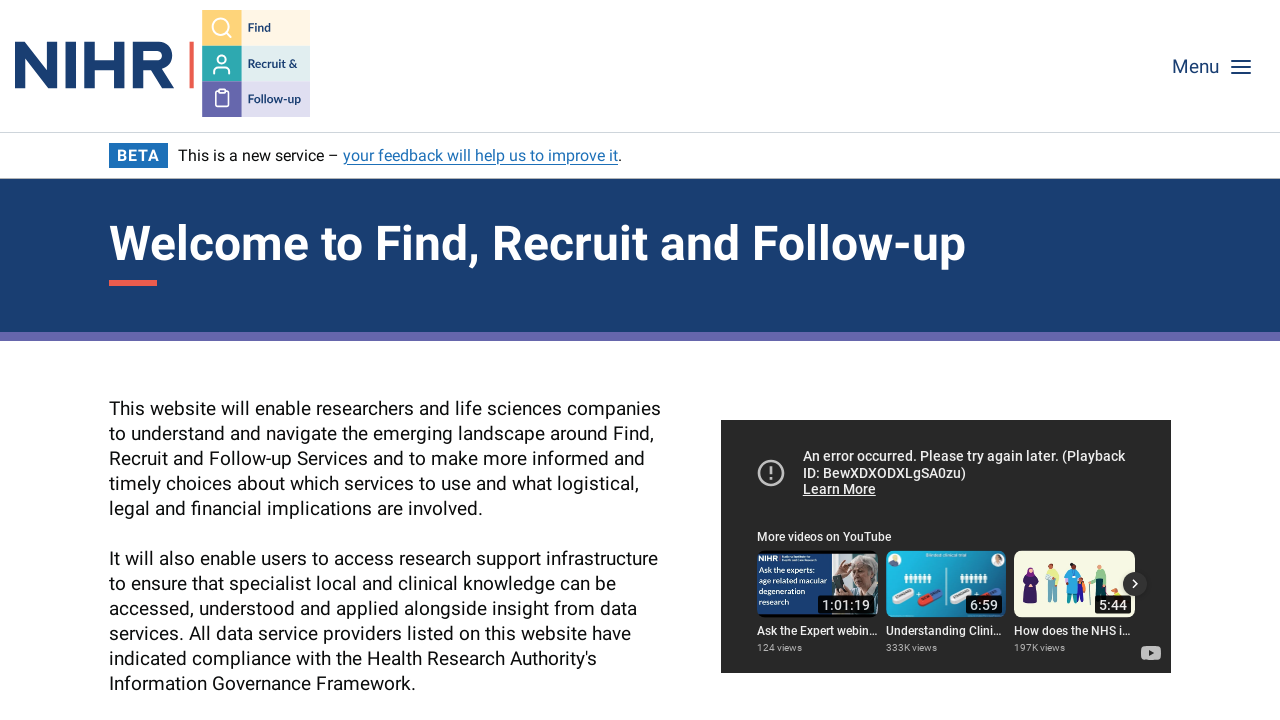 NIHR
Find
Recruit &
Follow-up
Menu
BETA
This is a new service – your feedback will help us to improve it.
Welcome to Find, Recruit and Follow-up
This website will enable researchers and life sciences companies
to understand and navigate the emerging landscape around Find,
Recruit and Follow-up Services and to make more informed and
timely choices about which services to use and what logistical,
legal and financial implications are involved.
It will also enable users to access research support infrastructure
to ensure that specialist local and clinical knowledge can be
accessed, understood and applied alongside insight from data
services. All data service providers listed on this website have
indicated compliance with the Health Research Authority's
Information Governance Framework.
An error occurred. Please try again later. (Playback
ID: BewXDXODXLgSA0zu)
Learn More
More videos on YouTube
NIHR
Ask the experts:
age related macular
degeneration
research
1:01:19
6:59
5:44
Ask the Expert webin...
124 views
Understanding Clini...
333K views
How does the NHS i...
197K views